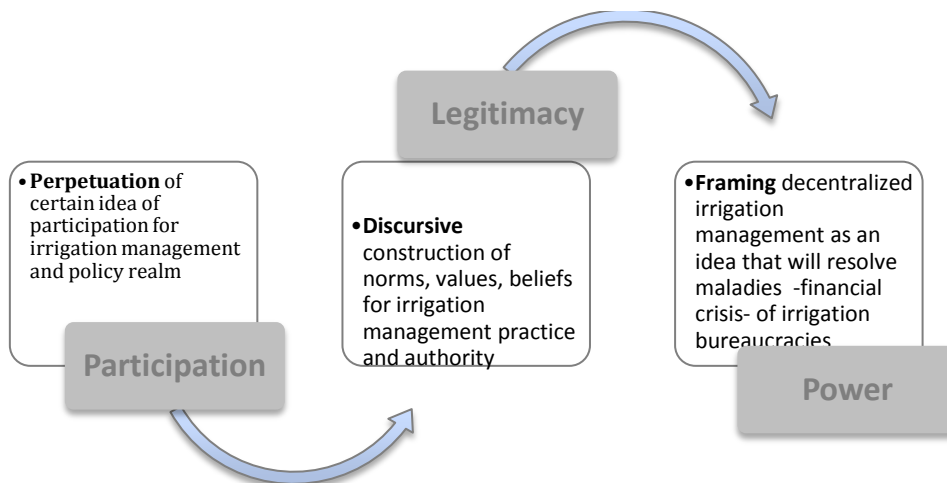 •Perpetuation of
certain idea of
participation for
irrigation management
and policy realm
Participation
Legitimacy
•Discursive
construction of
norms, values, beliefs
for irrigation
management practice
and authority
•Framing decentralized
irrigation
management as an
idea that will resolve
maladies -financial
crisis- of irrigation
bureaucracies
Power